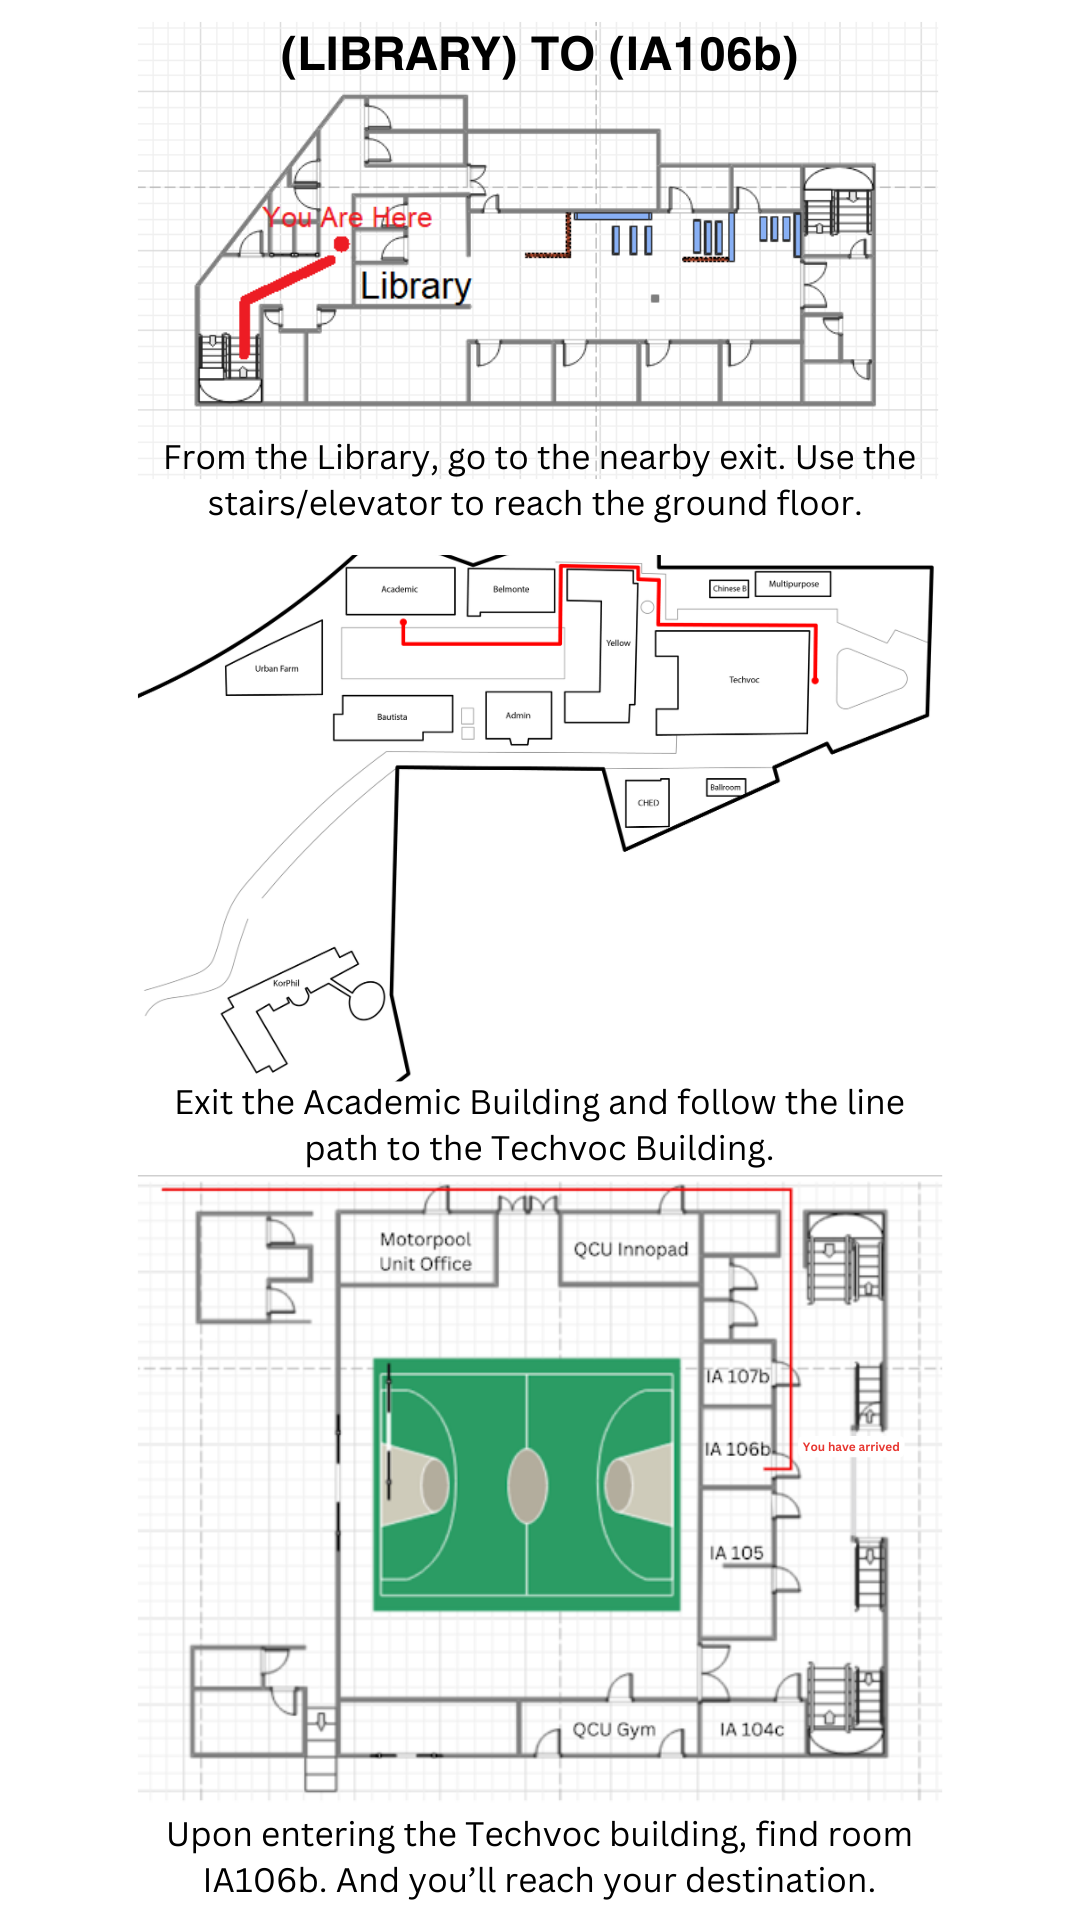 (LIBRARY) TO (IA106b)
You Are Here
Library
From the Library, go to the nearby exit. Use the
stairs/elevator to reach the ground floor.
Academic
Belmonte
Chinese B
Multipurpose
Yellow
Urban Farm
Techvoc
Bautista
Admin
CHED
Ballroom
KorPhil
Exit the Academic Building and follow the line
path to the Techvoc Building.
Motorpool
Unit Office
QCU Innopad
IA 107b
IA 106b
You have arrived
IA 105
QCU Gym
IA 104c
Upon entering the Techvoc building, find room
IA106b. And you’ll reach your destination.